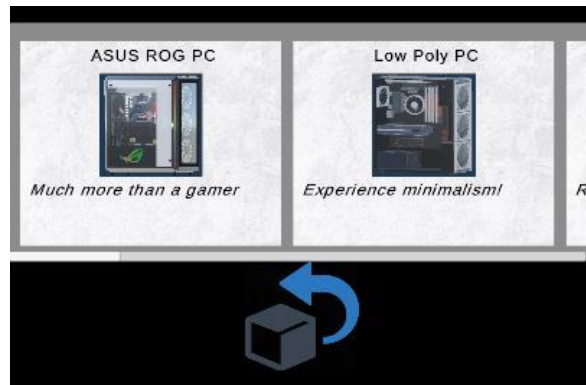 ASUS ROG PC
Low Poly PC
Much more than a gamer
Experience minimalism!
R